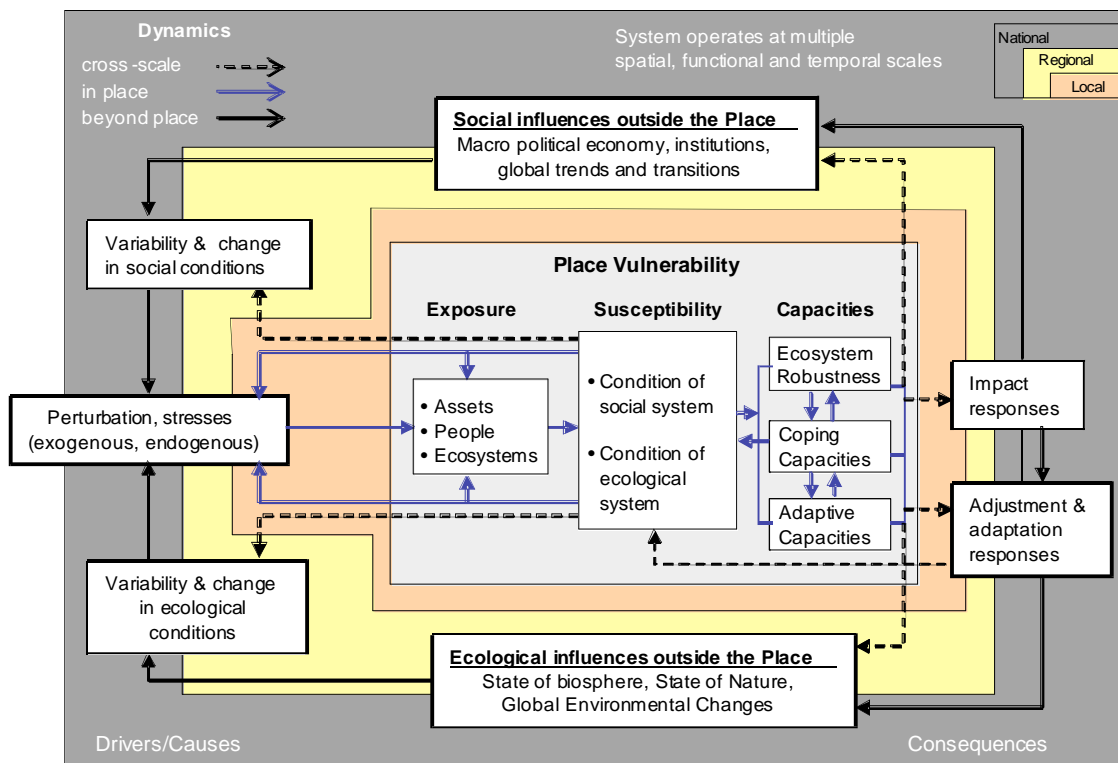 Dynamics
cross -scale
in place
beyond place
System operates at multiple
spatial, functional and temporal scales
National
Regional
Local
Social influences outside the Place
Macro political economy, institutions,
global trends and transitions
Variability & change
in social conditions
Place Vulnerability
Exposure
Susceptibility
Capacities
Perturbation, stresses
(exogenous, endogenous)
• Assets
• People
• Ecosystems
• Condition of
social system
• Condition of
ecological
system
Ecosystem
Robustness
Coping
Capacities
Adaptive
Capacities
Impact
responses
Adjustment &
adaptation
responses
Variability & change
in ecological
conditions
Ecological influences outside the Place
State of biosphere, State of Nature,
Global Environmental Changes
Drivers/Causes
Consequences